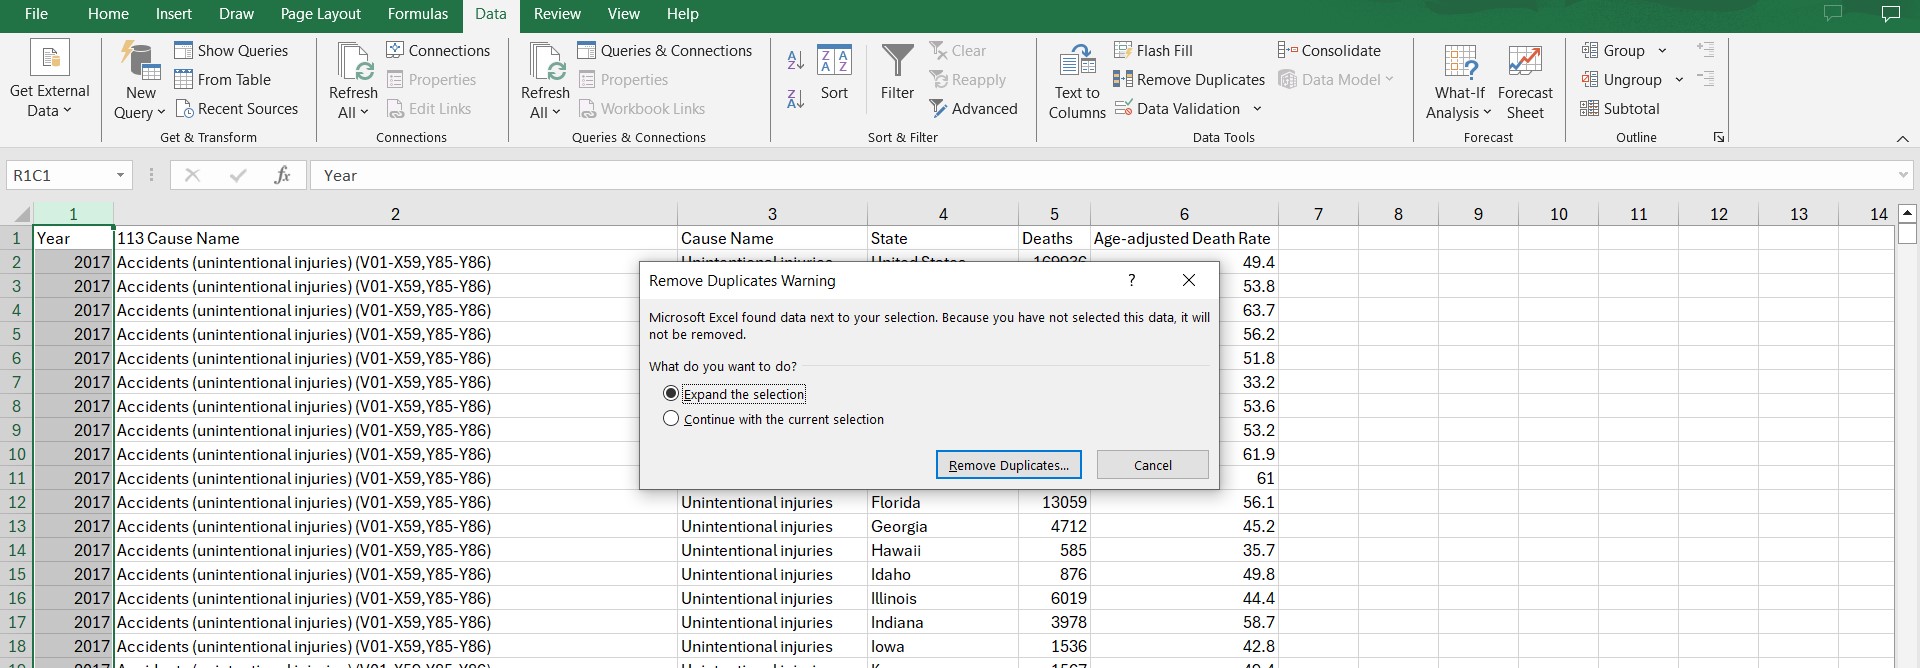 File Home Insert Draw Page Layout Formulas Data Review View Help
Get External Data
New Query
Show Queries
From Table
Recent Sources
Get & Transform
Refresh All
Connections
Properties
Edit Links
Connections
Refresh All
Queries & Connections
Properties
Workbook Links
Queries & Connections
Sort
Filter
Clear
Reapply
Advanced
Sort & Filter
Text to Columns
Flash Fill
Remove Duplicates
Data Validation
Consolidate
Data Model
Data Tools
What-If Analysis
Forecast Sheet
Forecast
Group
Ungroup
Subtotal
Outline
R1C1 fx Year
1 2 3 4 5 6 7 8 9 10 11 12 13 14
1 Year 113 Cause Name Cause Name State Deaths Age-adjusted Death Rate
2 2017 Accidents (unintentional injuries) (V01-X59,Y85-Y86) Unintentional injuries United States 169936 49.4
3 2017 Accidents (unintentional injuries) (V01-X59,Y85-Y86) 53.8
4 2017 Accidents (unintentional injuries) (V01-X59,Y85-Y86) 63.7
5 2017 Accidents (unintentional injuries) (V01-X59,Y85-Y86) 56.2
6 2017 Accidents (unintentional injuries) (V01-X59,Y85-Y86) 51.8
7 2017 Accidents (unintentional injuries) (V01-X59,Y85-Y86) 33.2
8 2017 Accidents (unintentional injuries) (V01-X59,Y85-Y86) 53.6
9 2017 Accidents (unintentional injuries) (V01-X59,Y85-Y86) 53.2
10 2017 Accidents (unintentional injuries) (V01-X59,Y85-Y86) 61.9
11 2017 Accidents (unintentional injuries) (V01-X59,Y85-Y86) 61
12 2017 Accidents (unintentional injuries) (V01-X59,Y85-Y86) Unintentional injuries Florida 13059 56.1
13 2017 Accidents (unintentional injuries) (V01-X59,Y85-Y86) Unintentional injuries Georgia 4712 45.2
14 2017 Accidents (unintentional injuries) (V01-X59,Y85-Y86) Unintentional injuries Hawaii 585 35.7
15 2017 Accidents (unintentional injuries) (V01-X59,Y85-Y86) Unintentional injuries Idaho 876 49.8
16 2017 Accidents (unintentional injuries) (V01-X59,Y85-Y86) Unintentional injuries Illinois 6019 44.4
17 2017 Accidents (unintentional injuries) (V01-X59,Y85-Y86) Unintentional injuries Indiana 3978 58.7
18 2017 Accidents (unintentional injuries) (V01-X59,Y85-Y86) Unintentional injuries Iowa 1536 42.8
Remove Duplicates Warning ?
Microsoft Excel found data next to your selection. Because you have not selected this data, it will
not be removed.
What do you want to do?
Expand the selection
Continue with the current selection
Remove Duplicates... Cancel